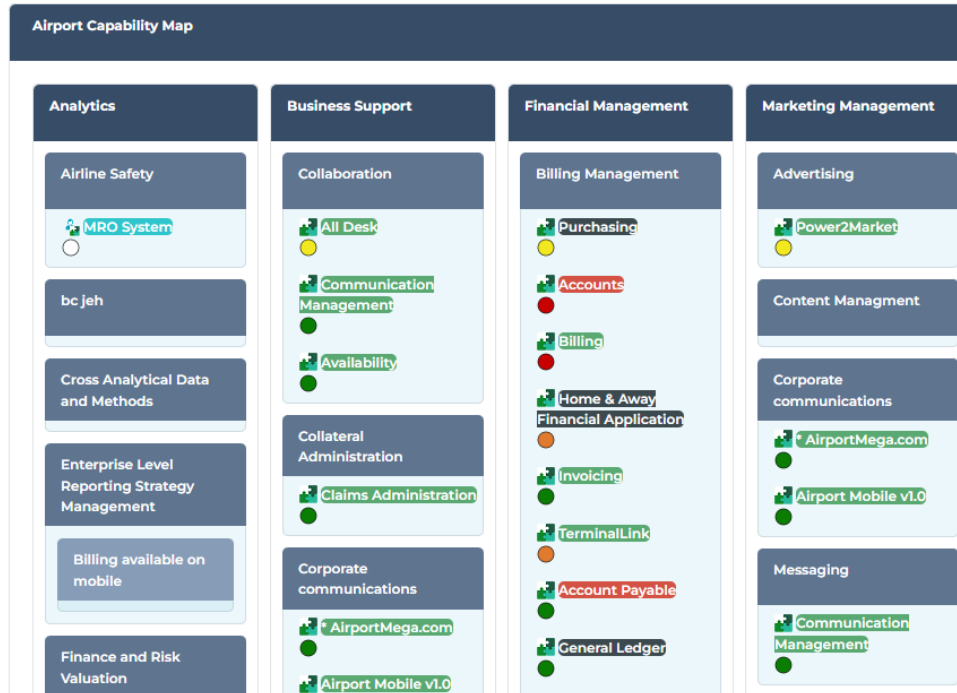 Airport Capability Map
Analytics
Airline Safety
MRO System
bc jeh
Cross Analytical Data
and Methods
Enterprise Level
Reporting Strategy
Management
Billing available on
mobile
Finance and Risk
Valuation
Business Support
Collaboration
All Desk
Communication
Management
Availability
Collateral
Administration
Claims Administration
Corporate
communications
* AirportMega.com
Airport Mobile v1.0
Financial Management
Billing Management
Purchasing
Accounts
Billing
Home & Away
Financial Application
Invoicing
TerminalLink
Account Payable
General Ledger
Marketing Management
Advertising
Power2Market
Content Managment
Corporate
communications
* AirportMega.com
Airport Mobile v1.0
Messaging
Communication
Management